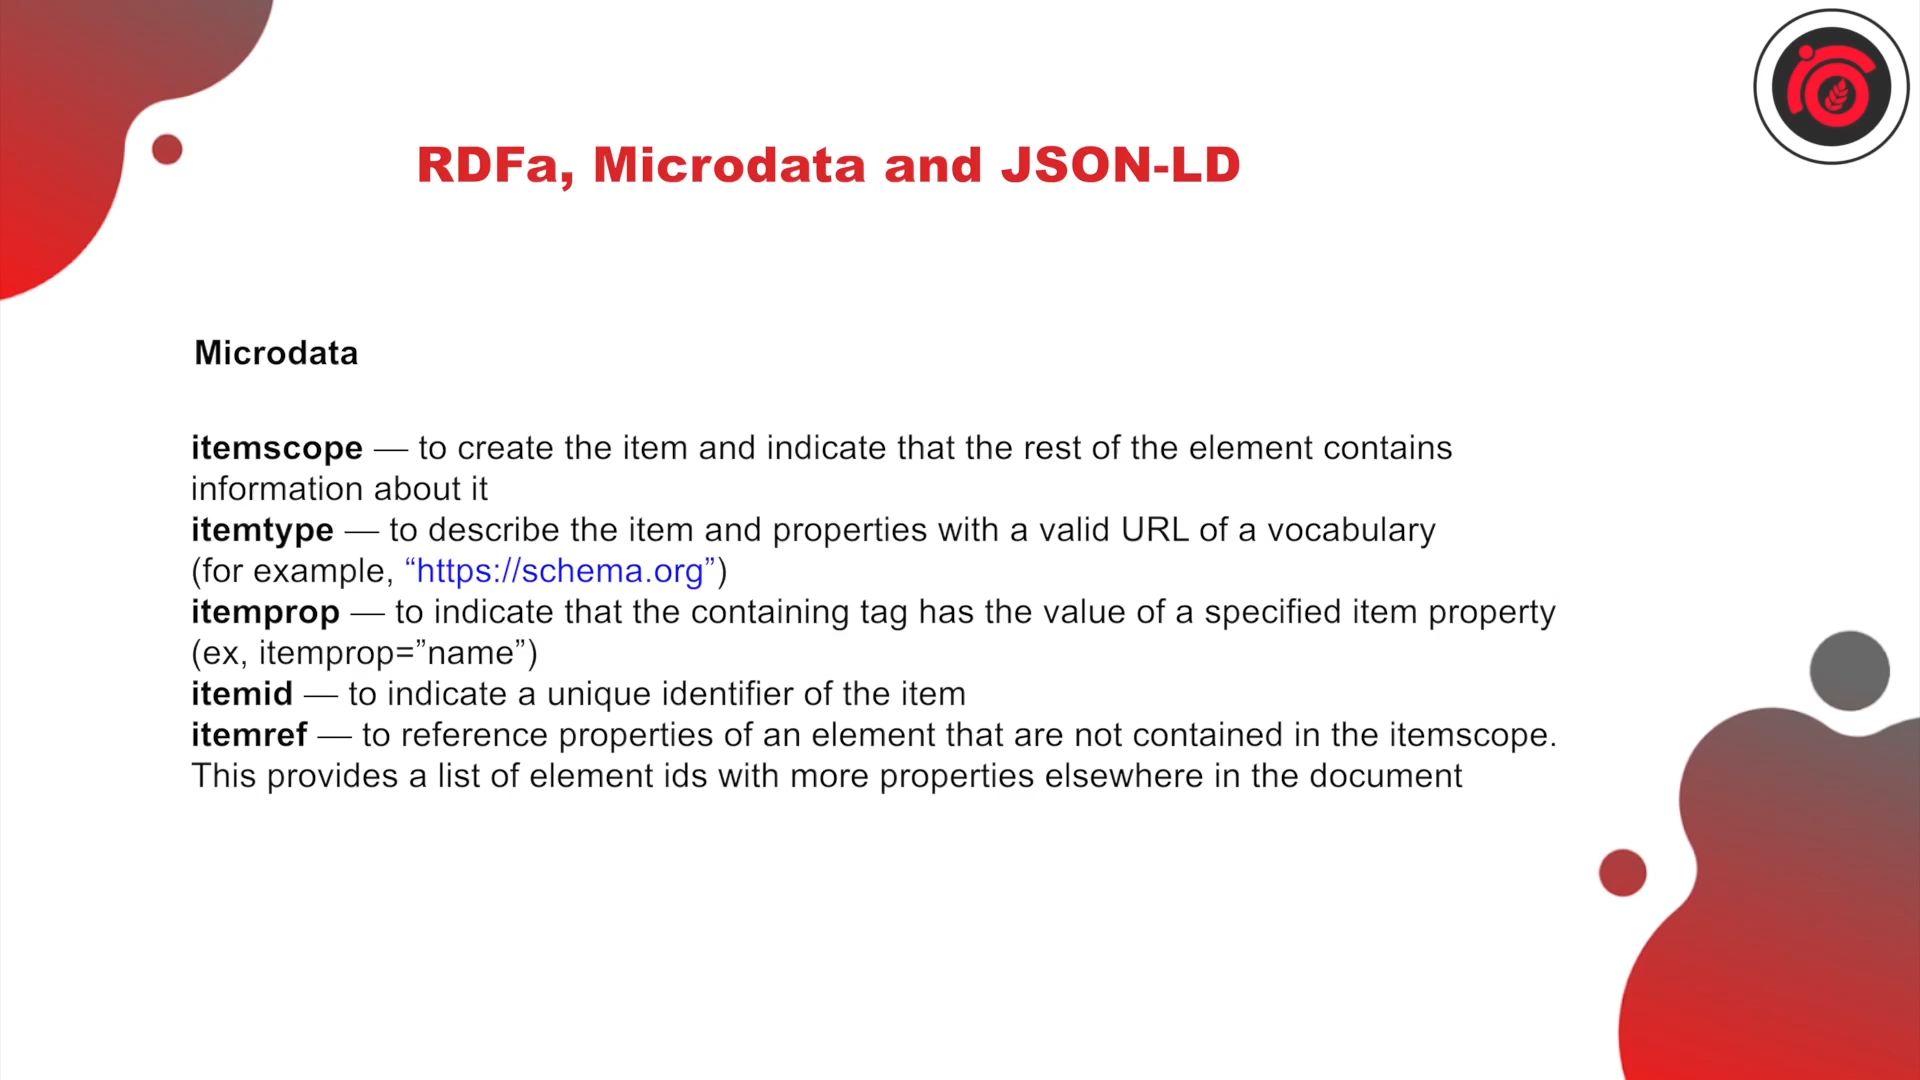 RDFa, Microdata and JSON-LD
Microdata
itemscope — to create the item and indicate that the rest of the element contains
information about it
itemtype — to describe the item and properties with a valid URL of a vocabulary
(for example, “https://schema.org”)
itemprop — to indicate that the containing tag has the value of a specified item property
(ex, itemprop=”name”)
itemid — to indicate a unique identifier of the item
itemref — to reference properties of an element that are not contained in the itemscope.
This provides a list of element ids with more properties elsewhere in the document